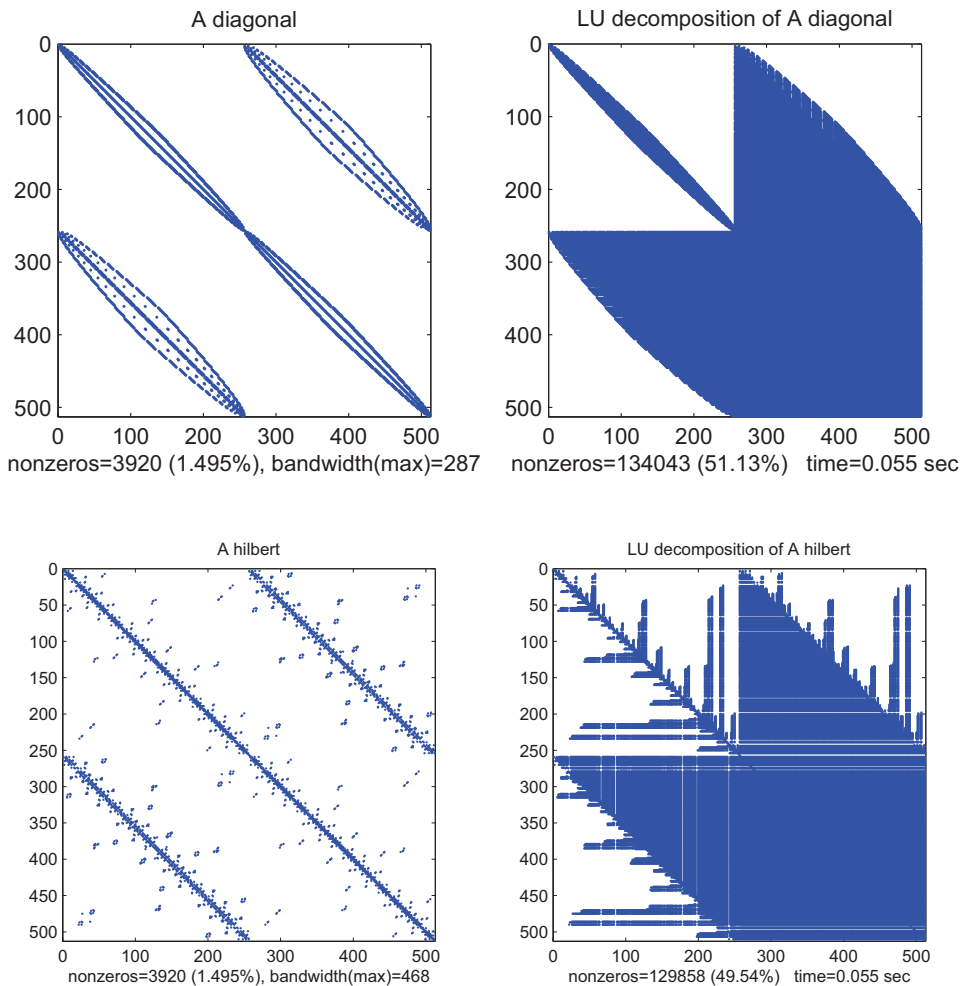 A diagonal
LU decomposition of A diagonal
0
100
200
300
400
500
0 100 200 300 400 500
nonzeros=3920 (1.495%), bandwidth(max)=287
0
100
200
300
400
500
0 100 200 300 400 500
nonzeros=134043 (51.13%) time=0.055 sec
A hilbert
LU decomposition of A hilbert
0
50
100
150
200
250
300
350
400
450
500
0 100 200 300 400 500
nonzeros=3920 (1.495%), bandwidth(max)=468
0
50
100
150
200
250
300
350
400
450
500
0 100 200 300 400 500
nonzeros=129858 (49.54%) time=0.055 sec